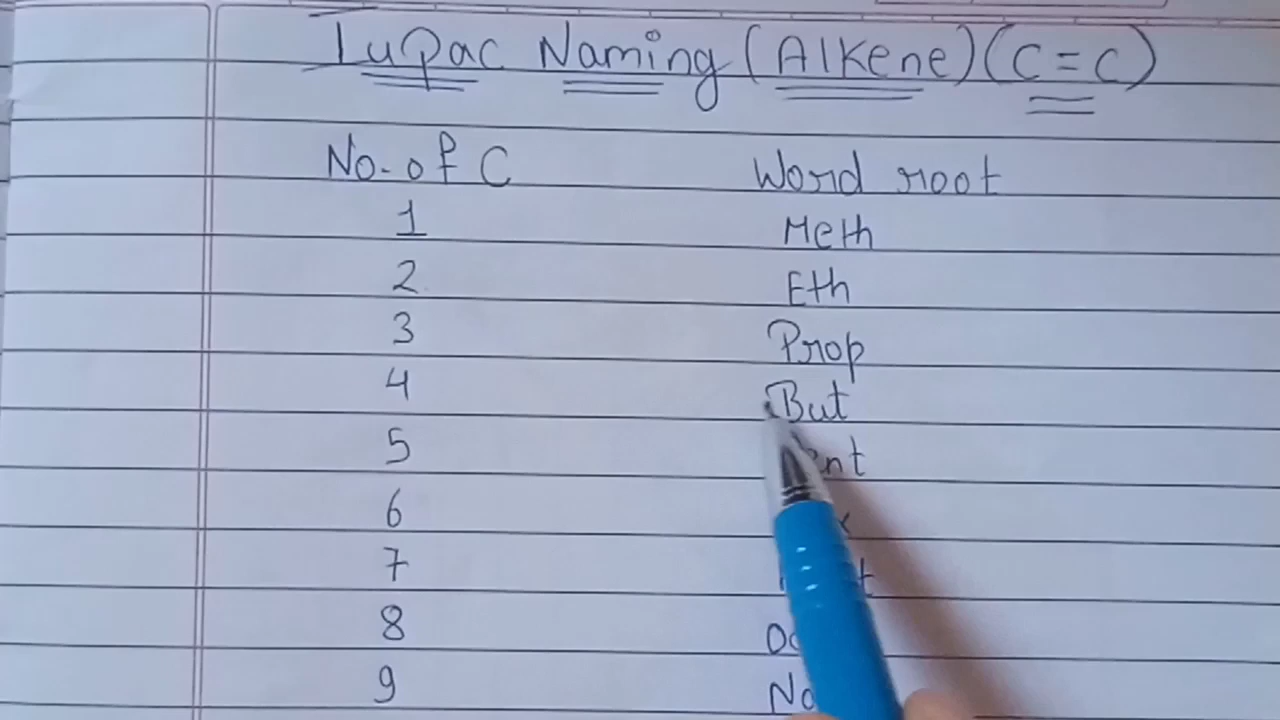 Iupac Naming (Alkene) (C = C)
No. of C Word root
1 Meth
2 Eth
3 Prop
4 But
5
6
7
8
9